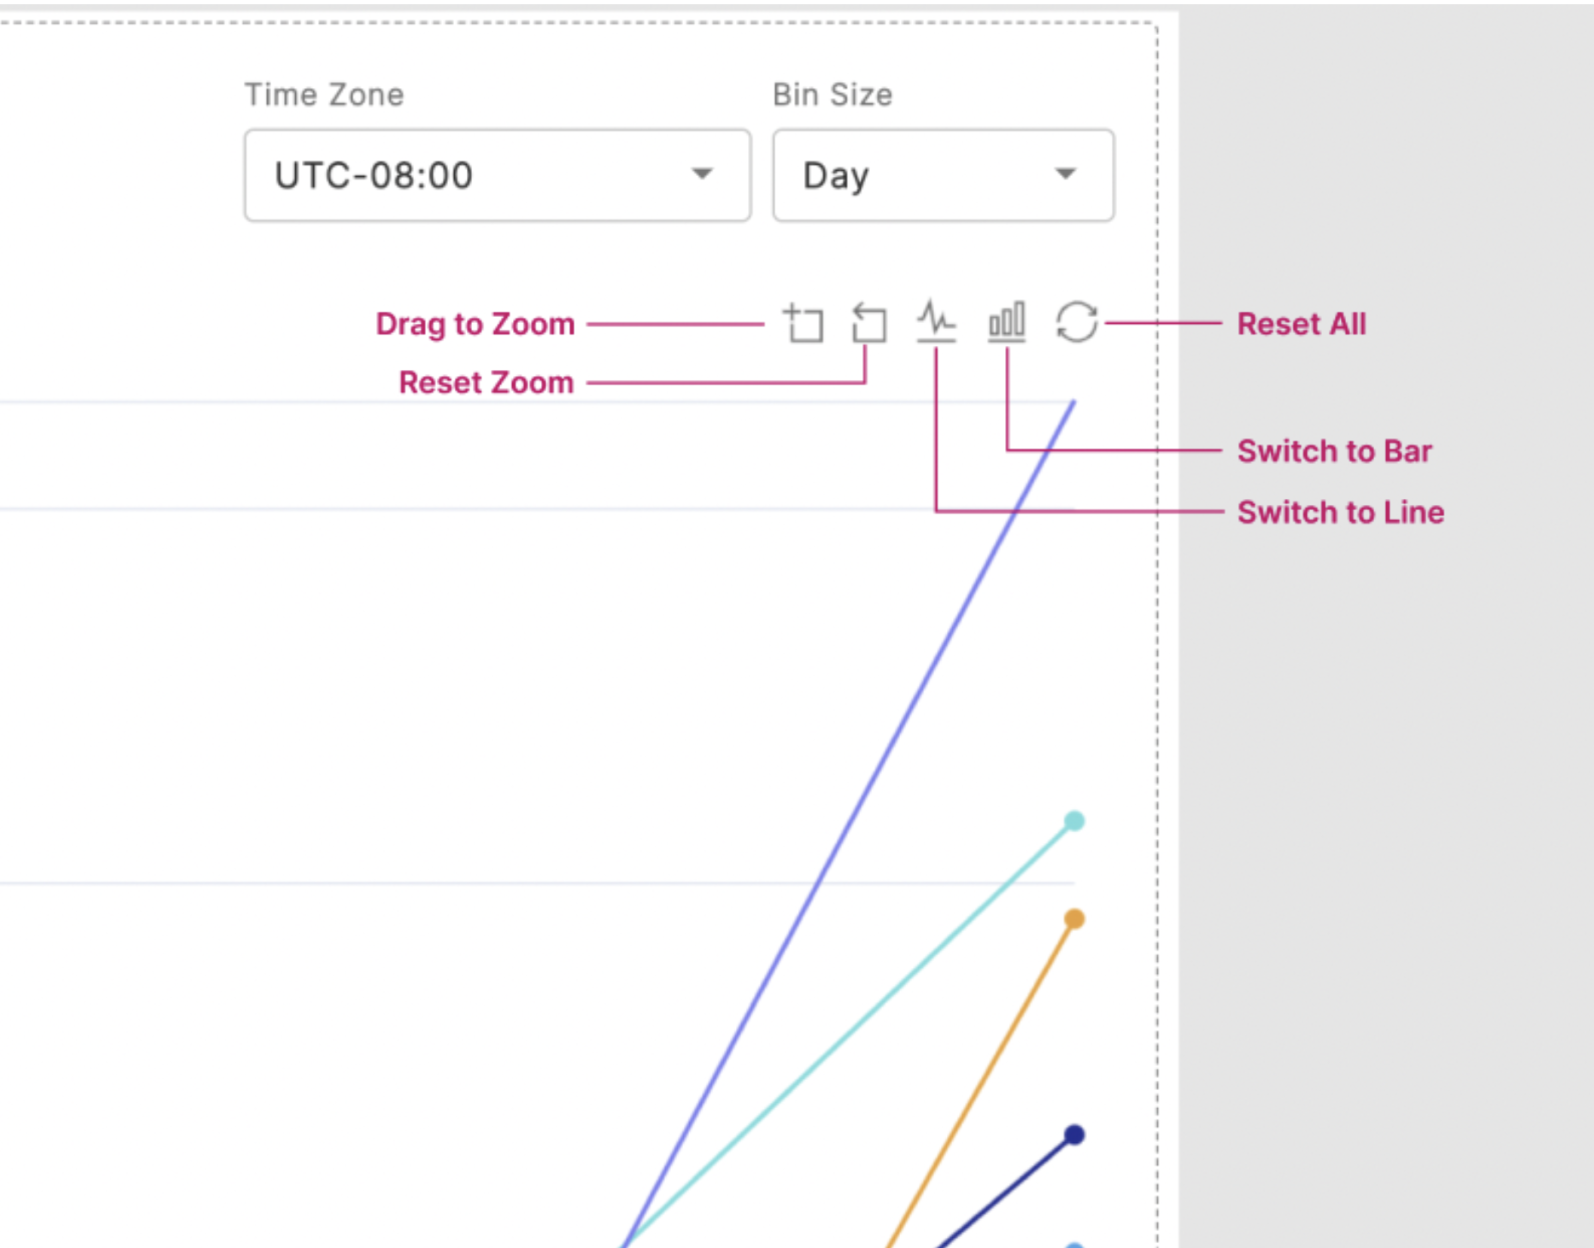 Time Zone
Bin Size
UTC-08:00
Day
Drag to Zoom
Reset All
Reset Zoom
Switch to Bar
Switch to Line